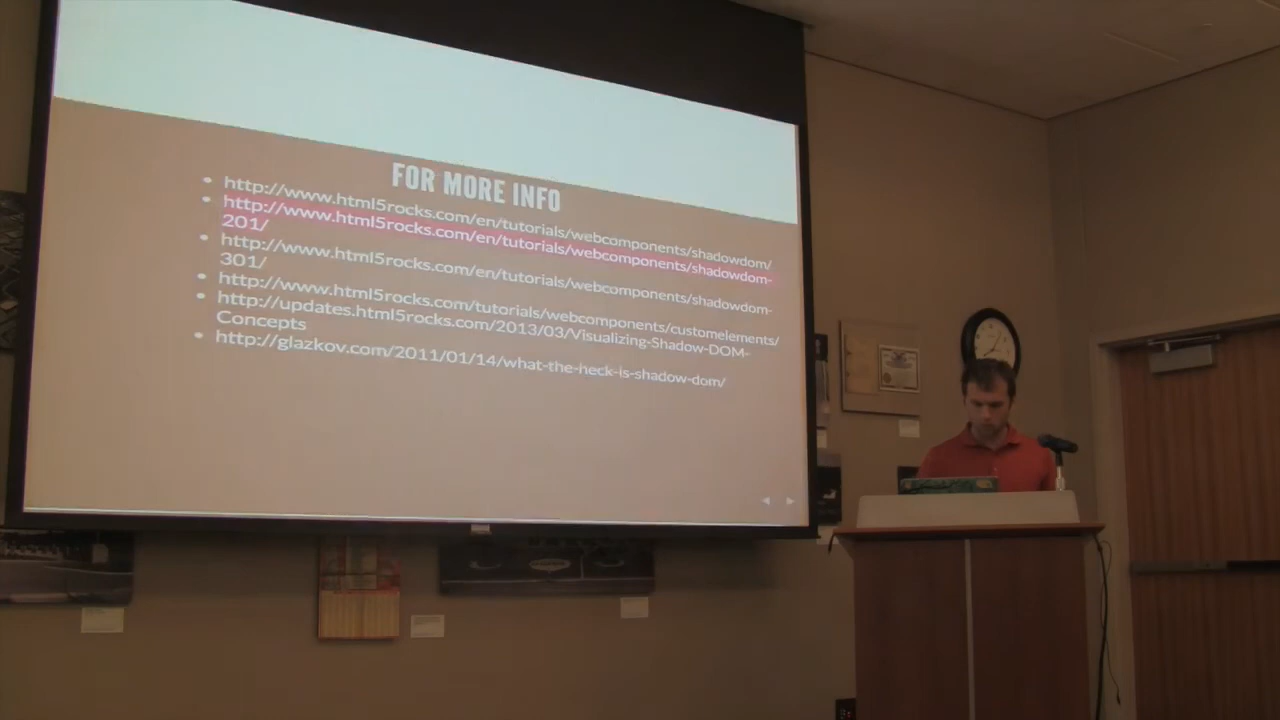 FOR MORE INFO
http://www.html5rocks.com/en/tutorials/webcomponents/shadowdom/
http://www.html5rocks.com/en/tutorials/webcomponents/shadowdom-
201/
http://www.html5rocks.com/en/tutorials/webcomponents/shadowdom-
301/
http://www.html5rocks.com/tutorials/webcomponents/customelements/
http://updates.html5rocks.com/2013/03/Visualizing-Shadow-DOM-
Concepts
http://glazkov.com/2011/01/14/what-the-heck-is-shadow-dom/